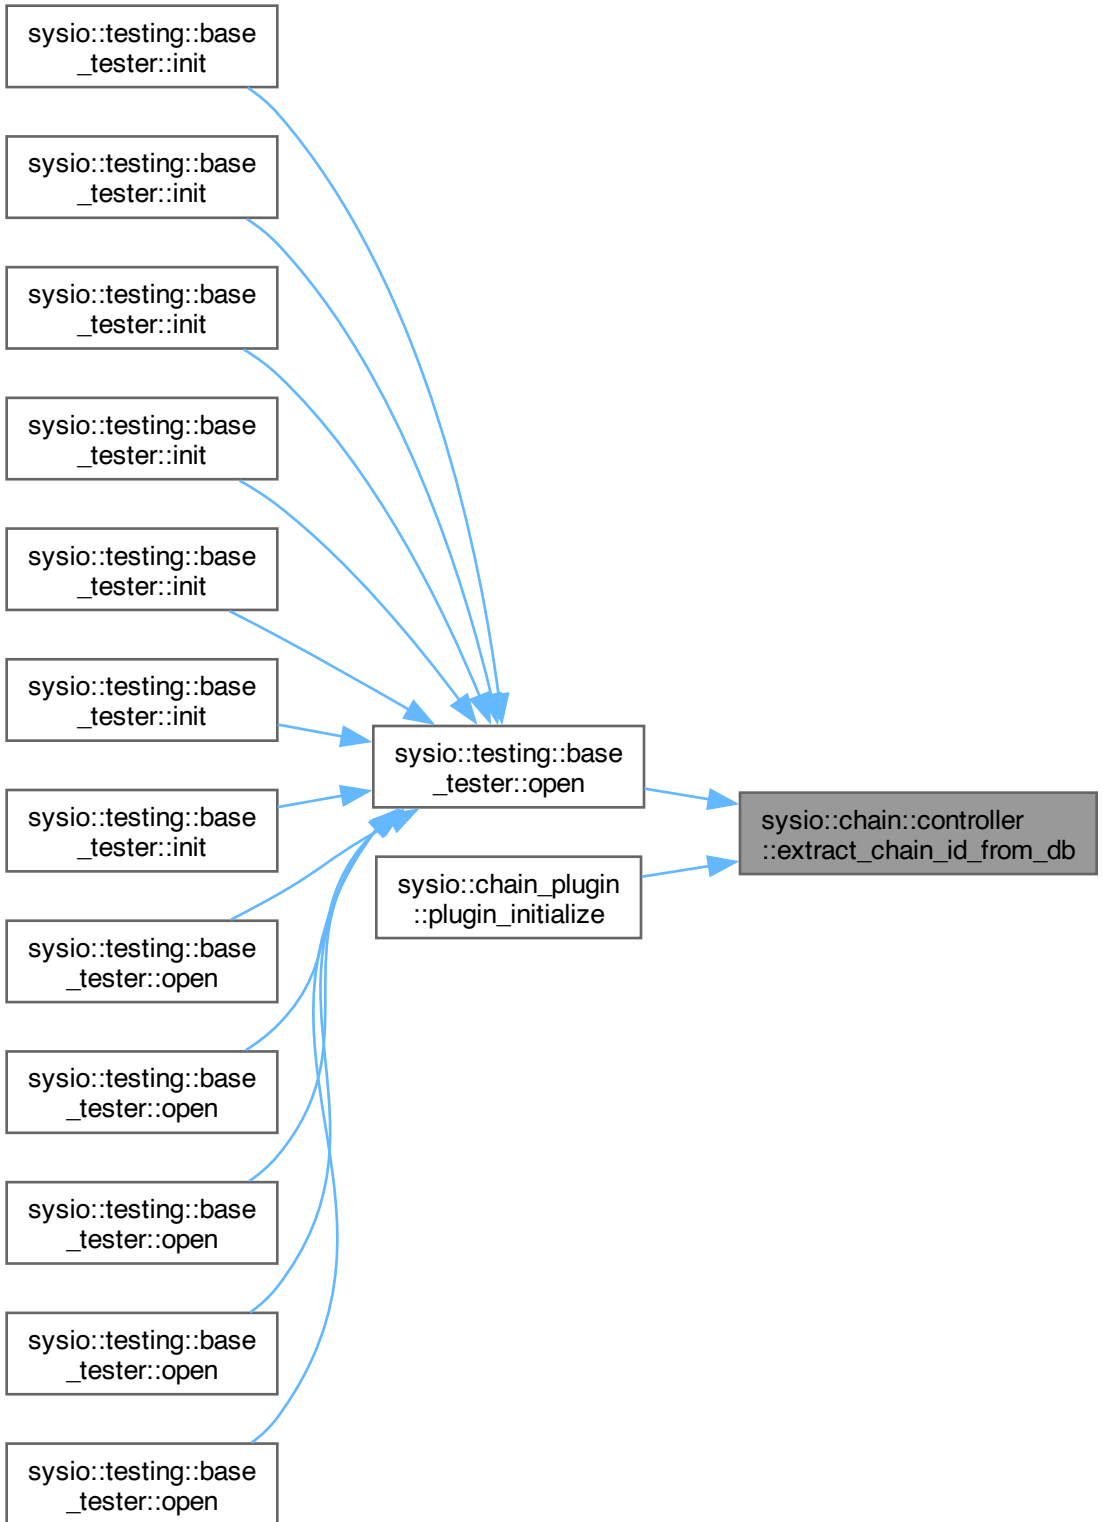 sysio::testing::base
_tester::init
sysio::testing::base
_tester::init
sysio::testing::base
_tester::init
sysio::testing::base
_tester::init
sysio::testing::base
_tester::init
sysio::testing::base
_tester::init
sysio::testing::base
_tester::init
sysio::testing::base
_tester::open
sysio::testing::base
_tester::open
sysio::testing::base
_tester::open
sysio::testing::base
_tester::open
sysio::testing::base
_tester::open
sysio::testing::base
_tester::open
sysio::chain_plugin
::plugin_initialize
sysio::chain::controller
::extract_chain_id_from_db